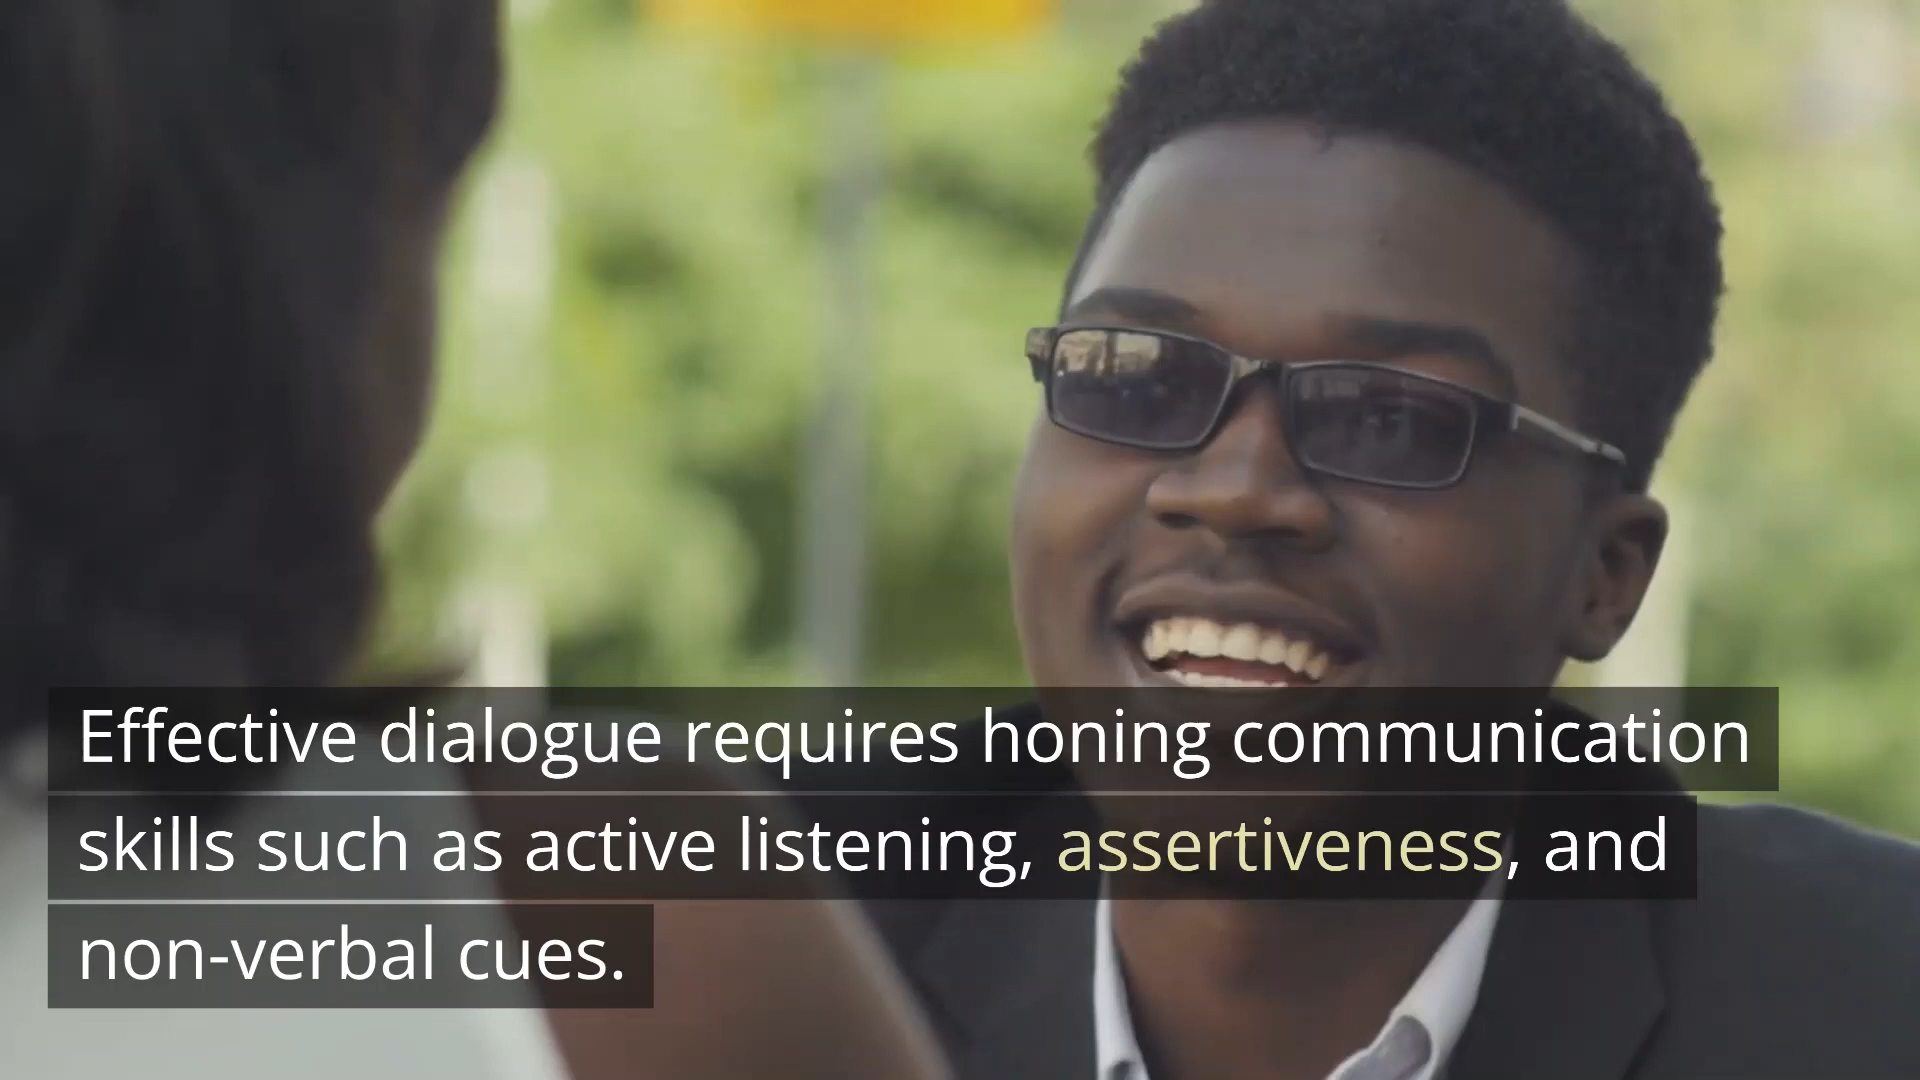 Effective dialogue requires honing communication
skills such as active listening, assertiveness, and
non-verbal cues.